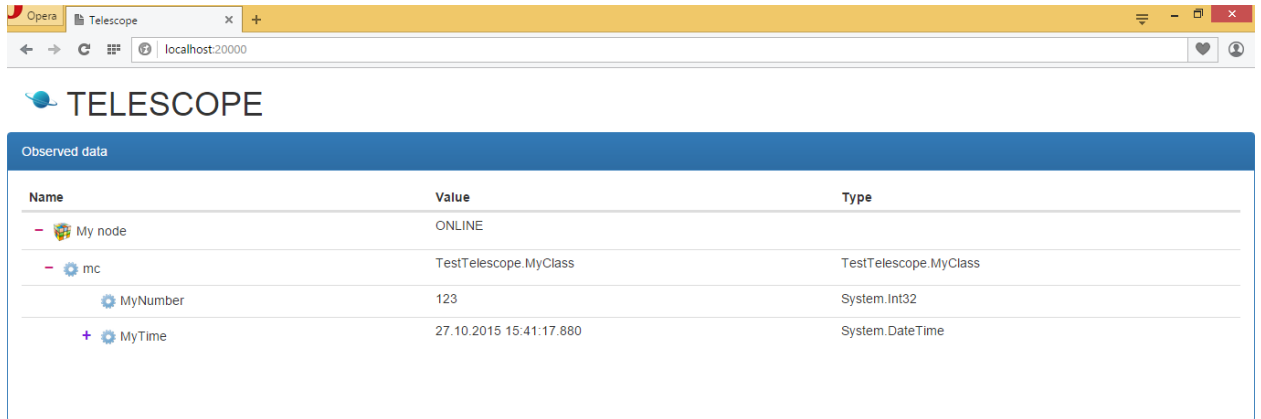 Opera Telescope
localhost:20000
TELESCOPE
Observed data
Name Value Type
My node ONLINE
mc TestTelescope.MyClass TestTelescope.MyClass
MyNumber 123 System.Int32
MyTime 27.10.2015 15:41:17.880 System.DateTime